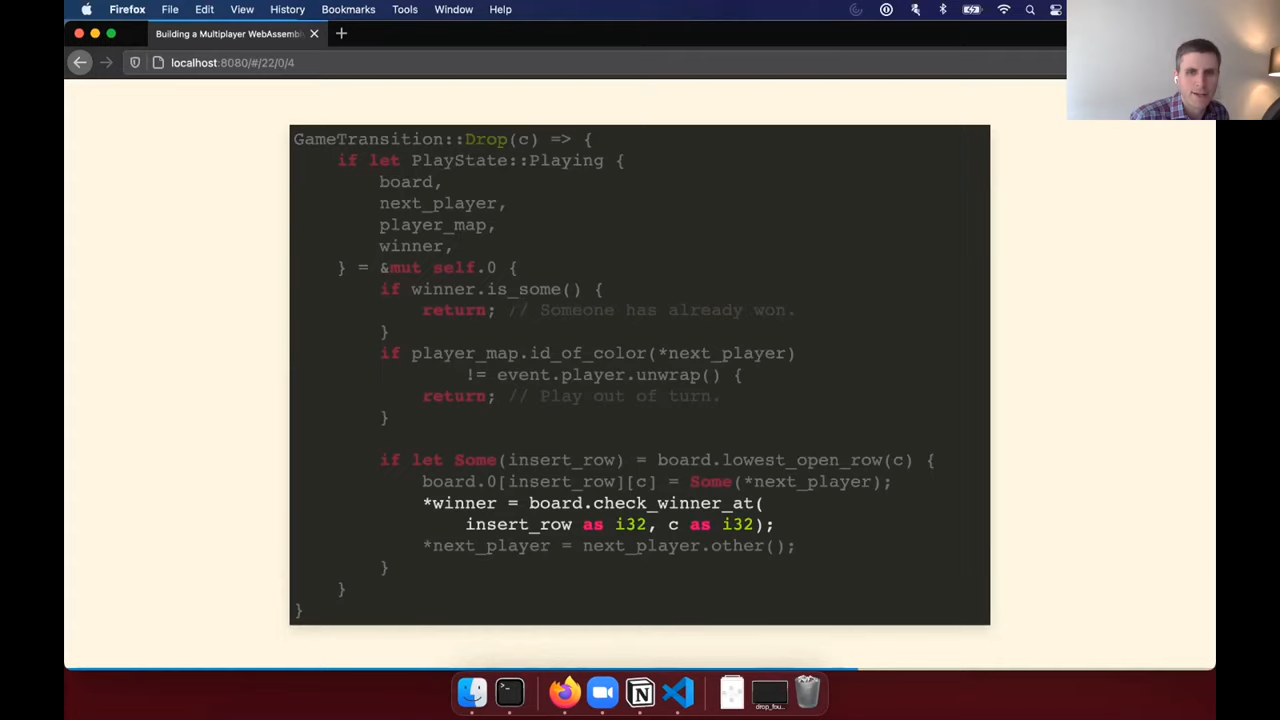 Firefox File Edit View History Bookmarks Tools Window Help
Building a Multiplayer WebAssembl
localhost:8080/#/22/0/4
GameTransition::Drop(c) => {
if let PlayState::Playing {
board,
next_player,
player_map,
winner,
} = &mut self.0 {
if winner.is_some() {
return; // Someone has already won.
}
if player_map.id_of_color(*next_player)
!= event.player.unwrap() {
return; // Play out of turn.
}
if let Some(insert_row) = board.lowest_open_row(c) {
board.0[insert_row][c] = Some(*next_player);
*winner = board.check_winner_at(
insert_row as i32, c as i32);
*next_player = next_player.other();
}
}
}
drop_fou...